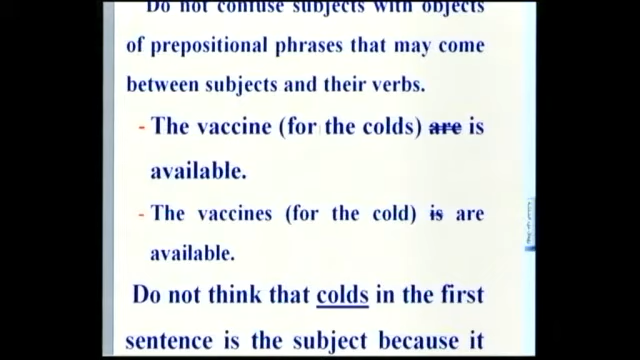 Do not confuse subjects with objects
of prepositional phrases that may come
between subjects and their verbs.
- The vaccine (for the colds) are is
available.
- The vaccines (for the cold) is are
available.
Do not think that colds in the first
sentence is the subject because it